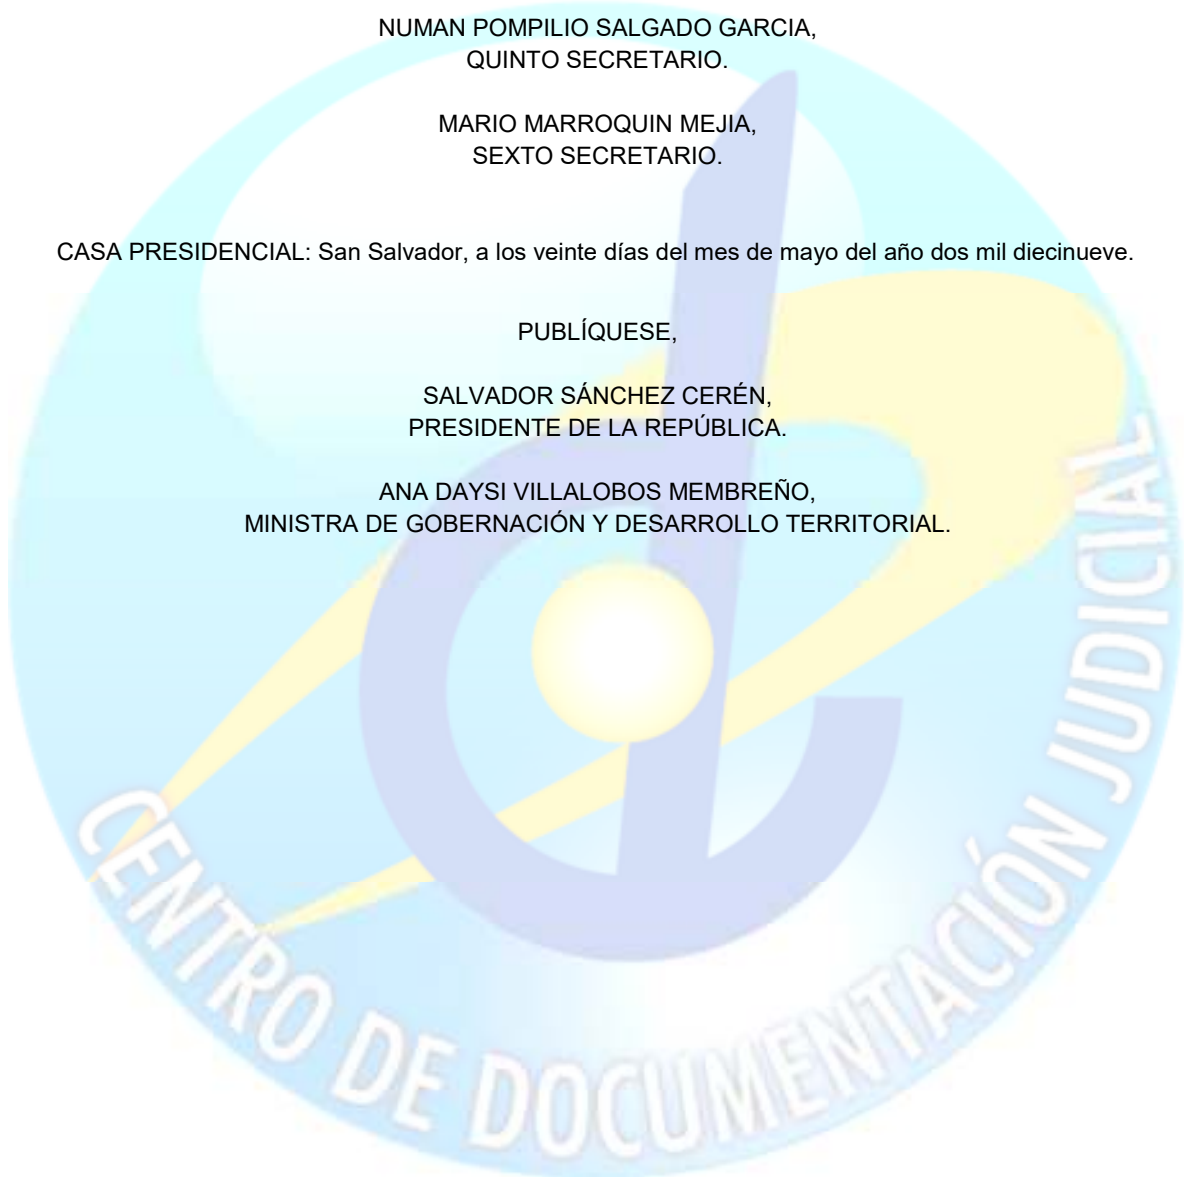 NUMAN POMPILIO SALGADO GARCIA,
QUINTO SECRETARIO.
MARIO MARROQUIN MEJIA,
SEXTO SECRETARIO.
CASA PRESIDENCIAL: San Salvador, a los veinte días del mes de mayo del año dos mil diecinueve.
PUBLÍQUESE,
SALVADOR SÁNCHEZ CERÉN,
PRESIDENTE DE LA REPÚBLICA.
ANA DAYSI VILLALOBOS MEMBREÑO,
MINISTRA DE GOBERNACIÓN Y DESARROLLO TERRITORIAL.
CENTRO DE DOCUMENTACIÓN JUDICIAL